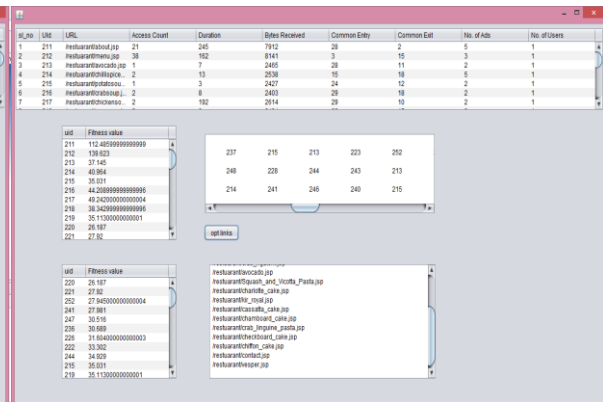 sl_no UId URL Access Count Duration Bytes Received Common Entry Common Exit No. of Ads No. of Users
1 211 /restuarant/about.jsp 21 245 7912 28 2 5 1
2 212 /restuarant/menu.jsp 38 162 8141 3 15 3 1
3 213 /restuarant/avocado.jsp 1 7 2465 28 11 2 1
4 214 /restuarant/chillispice... 2 13 2538 15 18 5 1
5 215 /restuarant/potatosou... 1 3 2427 24 12 2 1
6 216 /restuarant/crabsoup.j... 2 8 2403 29 18 2 1
7 217 /restuarant/chickenso... 2 192 2614 29 10 2 1
uid Fitness value
211 112.48599999999999
212 139.623
213 37.145
214 40.964
215 35.031
216 44.208999999999996
217 49.242000000000004
218 38.342999999999996
219 35.11300000000001
220 26.187
221 27.92
237 215 213 223 252
248 228 244 243 213
214 241 246 240 215
opt links
uid Fitness value
220 26.187
221 27.92
252 27.945000000000004
241 27.981
247 30.516
236 30.689
226 31.604000000000003
222 33.302
244 34.929
215 35.031
219 35.11300000000001
/restuarant/avocado.jsp
/restuarant/Squash_and_Vicotta_Pasta.jsp
/restuarant/charlotte_cake.jsp
/restuarant/kir_royal.jsp
/restuarant/cassatta_cake.jsp
/restuarant/chamboard_cake.jsp
/restuarant/crab_linguine_pasta.jsp
/restuarant/checkboard_cake.jsp
/restuarant/chiffon_cake.jsp
/restuarant/contact.jsp
/restuarant/vesper.jsp